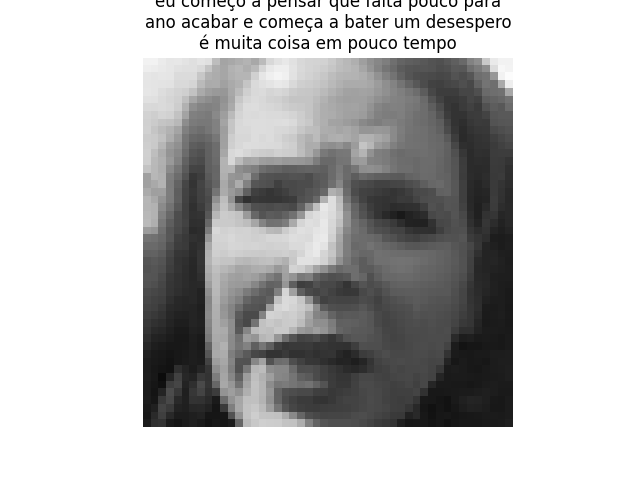 eu começo a pensar que falta pouco para
ano acabar e começa a bater um desespero
é muita coisa em pouco tempo